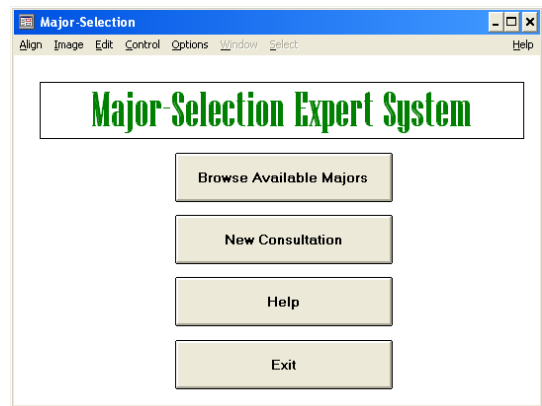 Major-Selection
Align Image Edit Control Options Window Select Help
Major-Selection Expert System
Browse Available Majors
New Consultation
Help
Exit